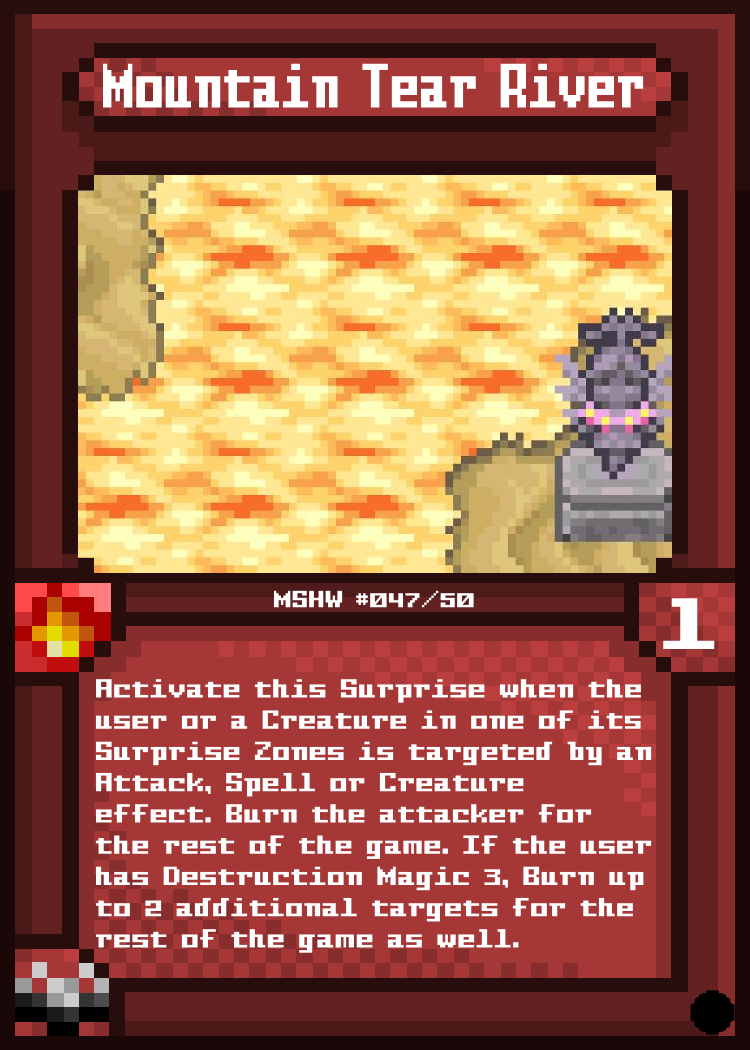 Mountain Tear River
MSHW #047/50
1
Activate this Surprise when the
user or a Creature in one of its
Surprise Zones is targeted by an
Attack, Spell or Creature
effect. Burn the attacker for
the rest of the game. If the user
has Destruction Magic 3, Burn up
to 2 additional targets for the
rest of the game as well.